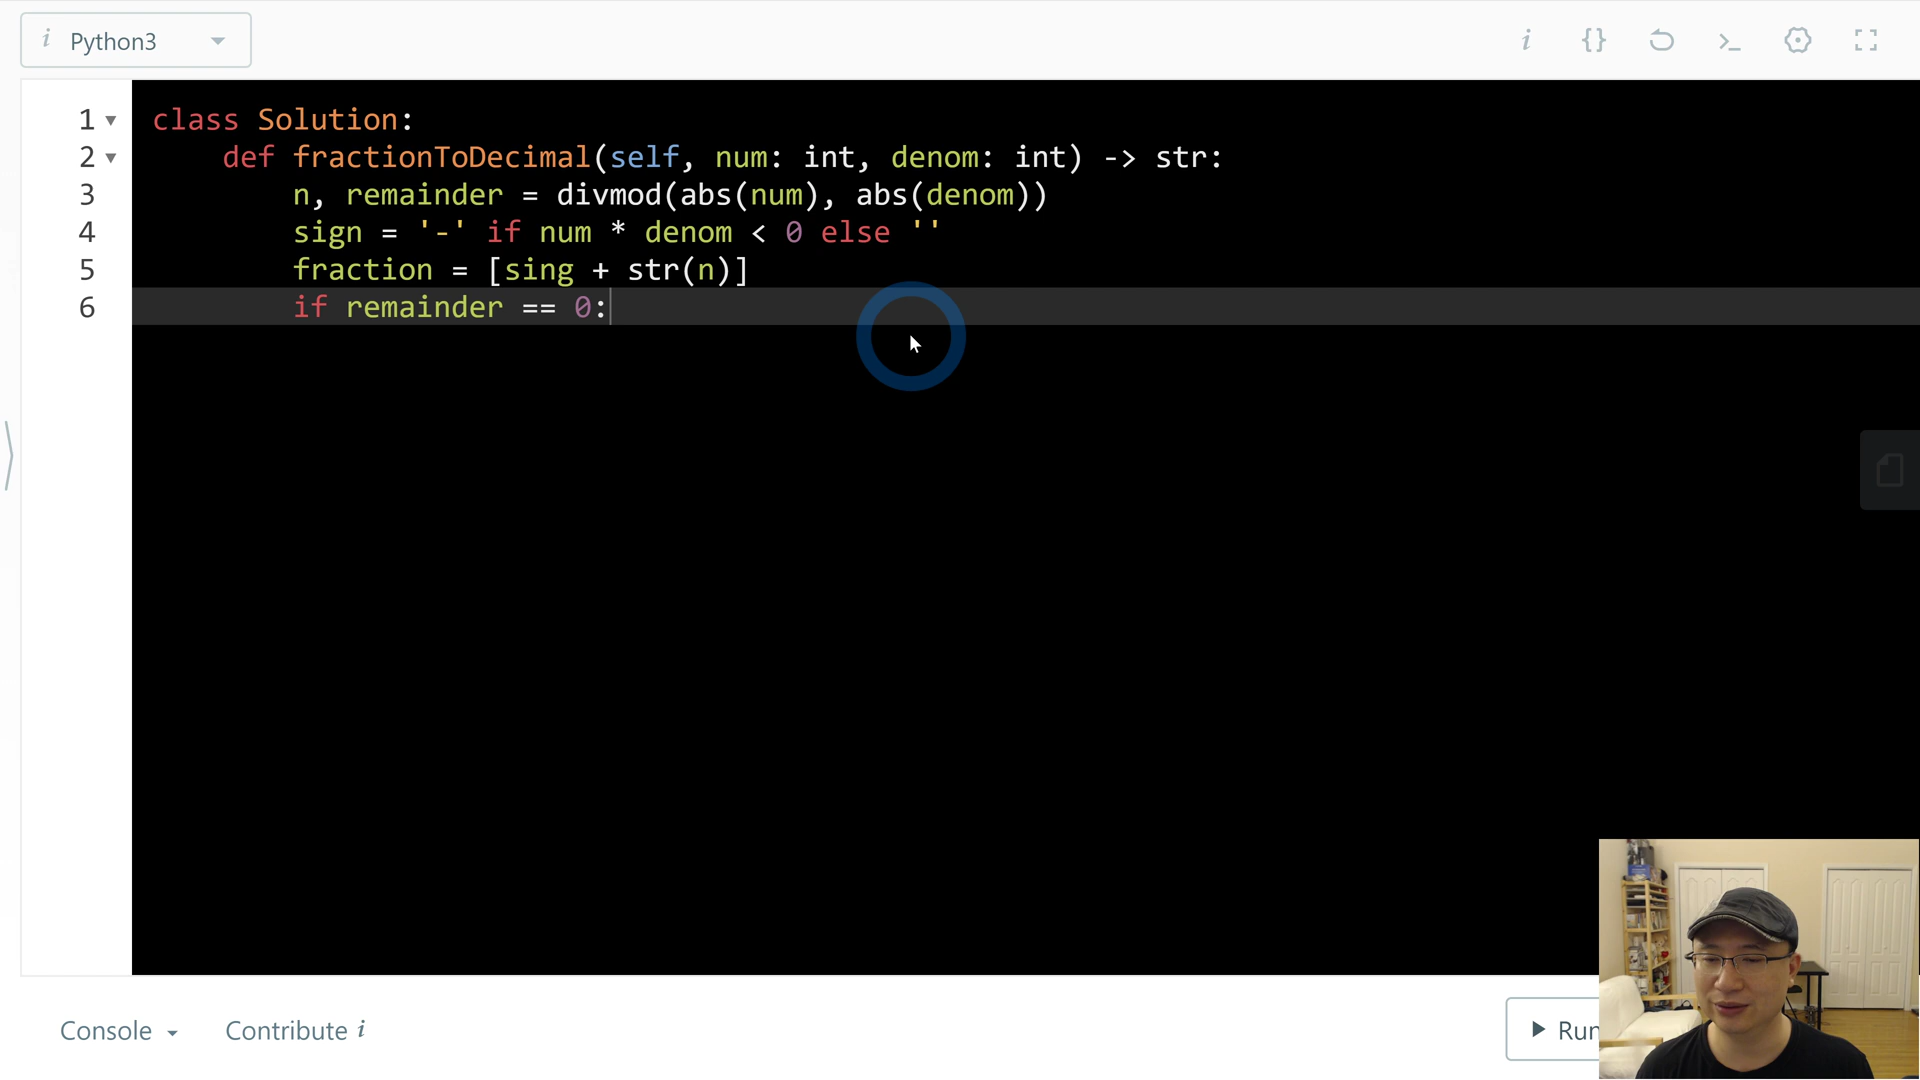 i Python3
i {} >_
1 class Solution:
2 def fractionToDecimal(self, num: int, denom: int) -> str:
3 n, remainder = divmod(abs(num), abs(denom))
4 sign = '-' if num * denom < 0 else ''
5 fraction = [sing + str(n)]
6 if remainder == 0:
Console Contribute i Run